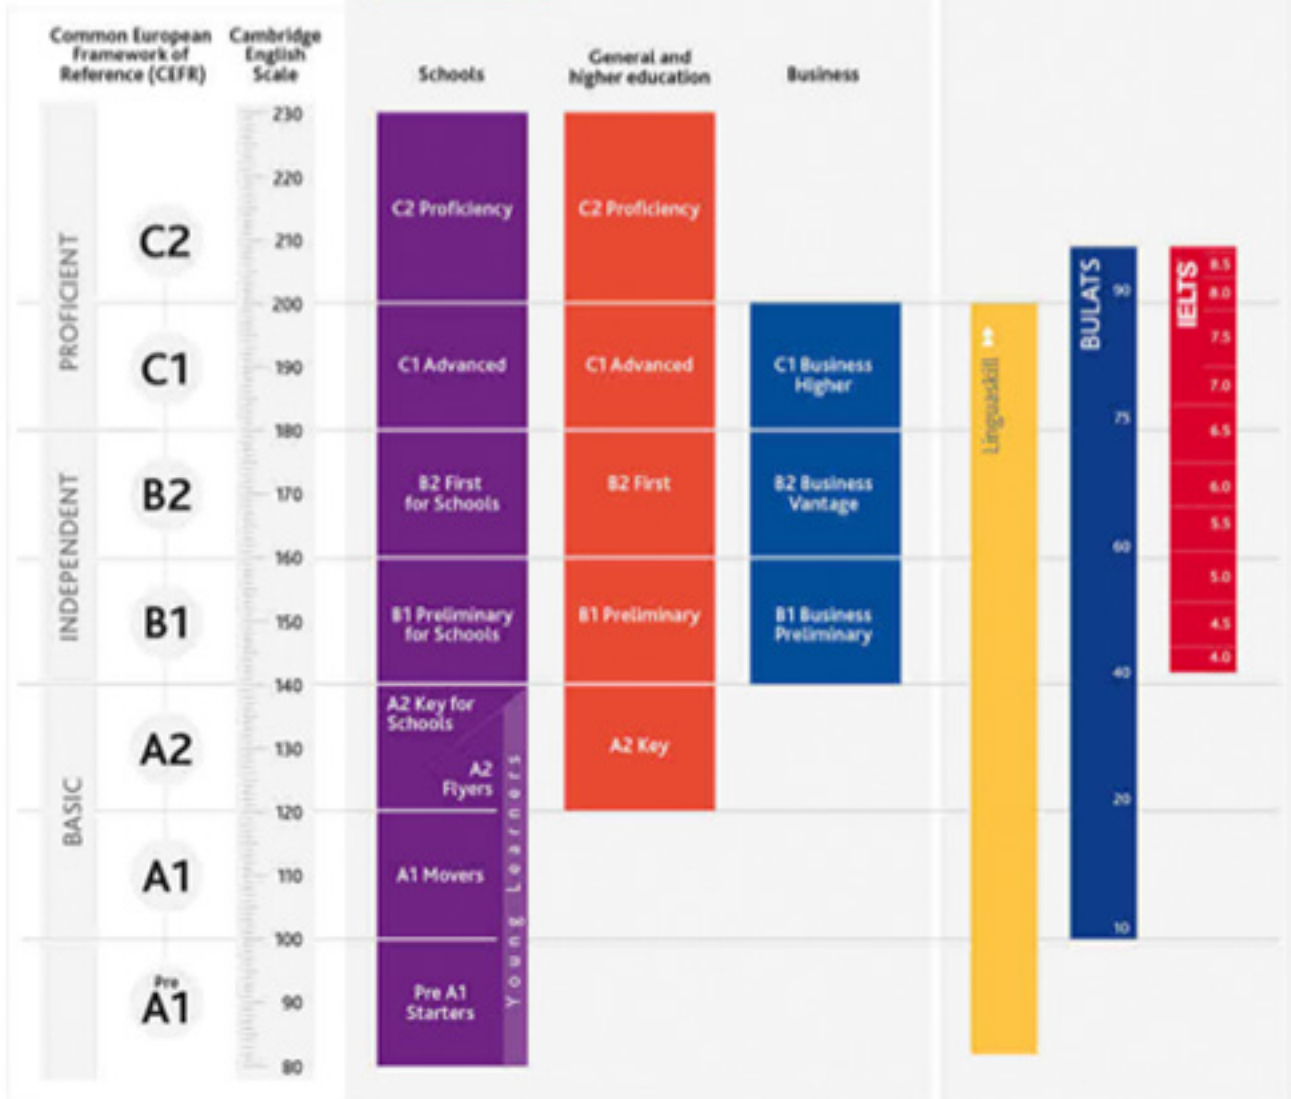 Common European
Framework of
Reference (CEFR)
Cambridge
English
Scale
Schools
General and
higher education
Business
PROFICIENT
INDEPENDENT
BASIC
C2
C1
B2
B1
A2
A1
Pre
A1
230
220
210
200
190
180
170
160
150
140
130
120
110
100
90
80
C2 Proficiency
C1 Advanced
B2 First
for Schools
B1 Preliminary
for Schools
A2 Key for
Schools
A2
Flyers
A1 Movers
Pre A1
Starters
Young Learners
C2 Proficiency
C1 Advanced
B2 First
B1 Preliminary
A2 Key
C1 Business
Higher
B2 Business
Vantage
B1 Business
Preliminary
Linguaskill
BULATS
90
75
60
40
20
10
IELTS
8.5
8.0
7.5
7.0
6.5
6.0
5.5
5.0
4.5
4.0